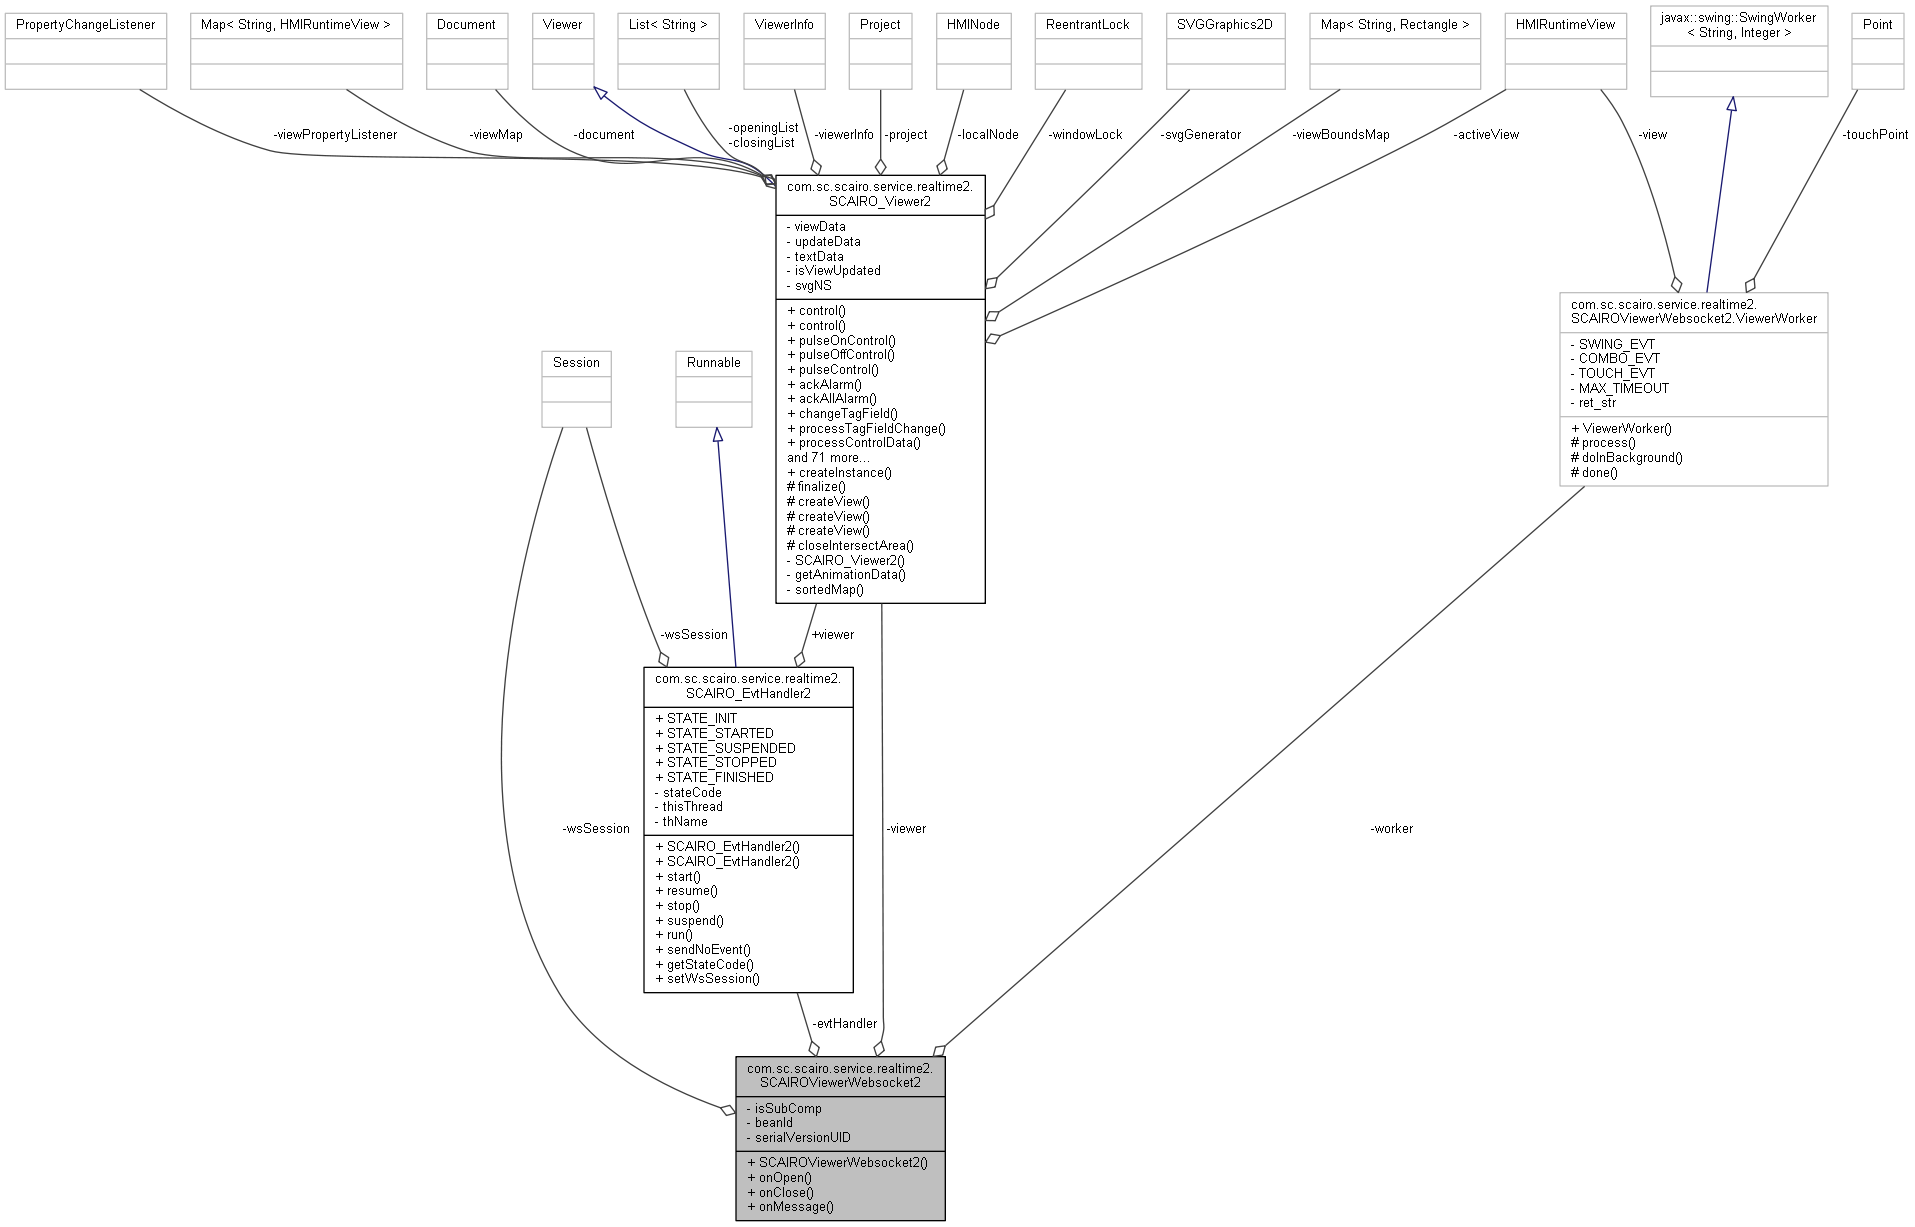 PropertyChangeListener
Map< String, HMIRuntimeView >
Document
Viewer
List< String >
ViewerInfo
Project
HMINode
ReentrantLock
SVGGraphics2D
Map< String, Rectangle >
HMIRuntimeView
javax::swing::SwingWorker
< String, Integer >
Point
-viewPropertyListener
-viewMap
-document
-openingList
-closingList
-viewerInfo
-project
-localNode
-windowLock
-svgGenerator
-viewBoundsMap
-activeView
-view
-touchPoint
com.sc.scairo.service.realtime2.
SCAIRO_Viewer2
- viewData
- updateData
- textData
- isViewUpdated
- svgNS
+ control()
+ control()
+ pulseOnControl()
+ pulseOffControl()
+ pulseControl()
+ ackAlarm()
+ ackAllAlarm()
+ changeTagField()
+ processTagFieldChange()
+ processControlData()
and 71 more...
+ createInstance()
# finalize()
# createView()
# createView()
# createView()
# closeIntersectArea()
- SCAIRO_Viewer2()
- getAnimationData()
- sortedMap()
com.sc.scairo.service.realtime2.
SCAIROViewerWebsocket2.ViewerWorker
- SWING_EVT
- COMBO_EVT
- TOUCH_EVT
- MAX_TIMEOUT
- ret_str
+ ViewerWorker()
# process()
# doInBackground()
# done()
Session
Runnable
-wsSession
+viewer
com.sc.scairo.service.realtime2.
SCAIRO_EvtHandler2
+ STATE_INIT
+ STATE_STARTED
+ STATE_SUSPENDED
+ STATE_STOPPED
+ STATE_FINISHED
- stateCode
- thisThread
- thName
+ SCAIRO_EvtHandler2()
+ SCAIRO_EvtHandler2()
+ start()
+ resume()
+ stop()
+ suspend()
+ run()
+ sendNoEvent()
+ getStateCode()
+ setWsSession()
-wsSession
-viewer
-worker
-evtHandler
com.sc.scairo.service.realtime2.
SCAIROViewerWebsocket2
- isSubComp
- beanId
- serialVersionUID
+ SCAIROViewerWebsocket2()
+ onOpen()
+ onClose()
+ onMessage()